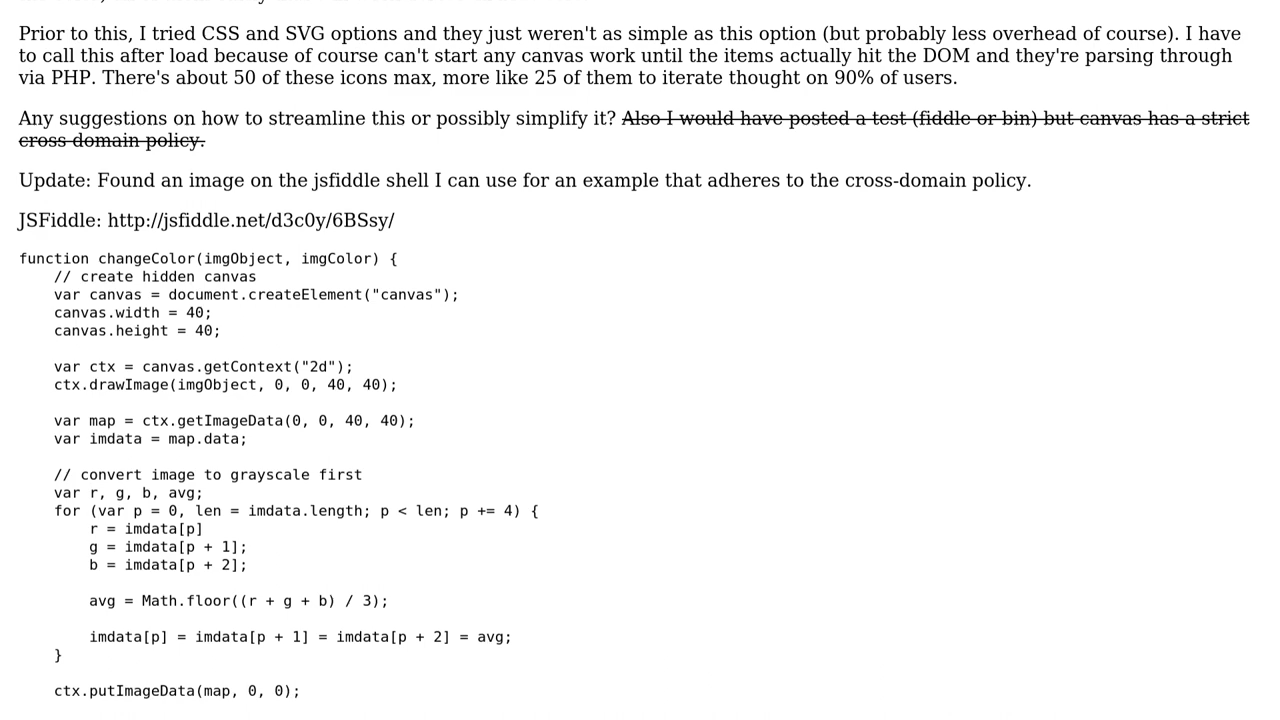 Prior to this, I tried CSS and SVG options and they just weren't as simple as this option (but probably less overhead of course). I have
to call this after load because of course can't start any canvas work until the items actually hit the DOM and they're parsing through
via PHP. There's about 50 of these icons max, more like 25 of them to iterate thought on 90% of users.
Any suggestions on how to streamline this or possibly simplify it? Also I would have posted a test (fiddle or bin) but canvas has a strict
cross domain policy.
Update: Found an image on the jsfiddle shell I can use for an example that adheres to the cross-domain policy.
JSFiddle: http://jsfiddle.net/d3c0y/6BSsy/
function changeColor(imgObject, imgColor) {
    // create hidden canvas
    var canvas = document.createElement("canvas");
    canvas.width = 40;
    canvas.height = 40;
    var ctx = canvas.getContext("2d");
    ctx.drawImage(imgObject, 0, 0, 40, 40);
    var map = ctx.getImageData(0, 0, 40, 40);
    var imdata = map.data;
    // convert image to grayscale first
    var r, g, b, avg;
    for (var p = 0, len = imdata.length; p < len; p += 4) {
        r = imdata[p]
        g = imdata[p + 1];
        b = imdata[p + 2];
        avg = Math.floor((r + g + b) / 3);
        imdata[p] = imdata[p + 1] = imdata[p + 2] = avg;
    }
    ctx.putImageData(map, 0, 0);